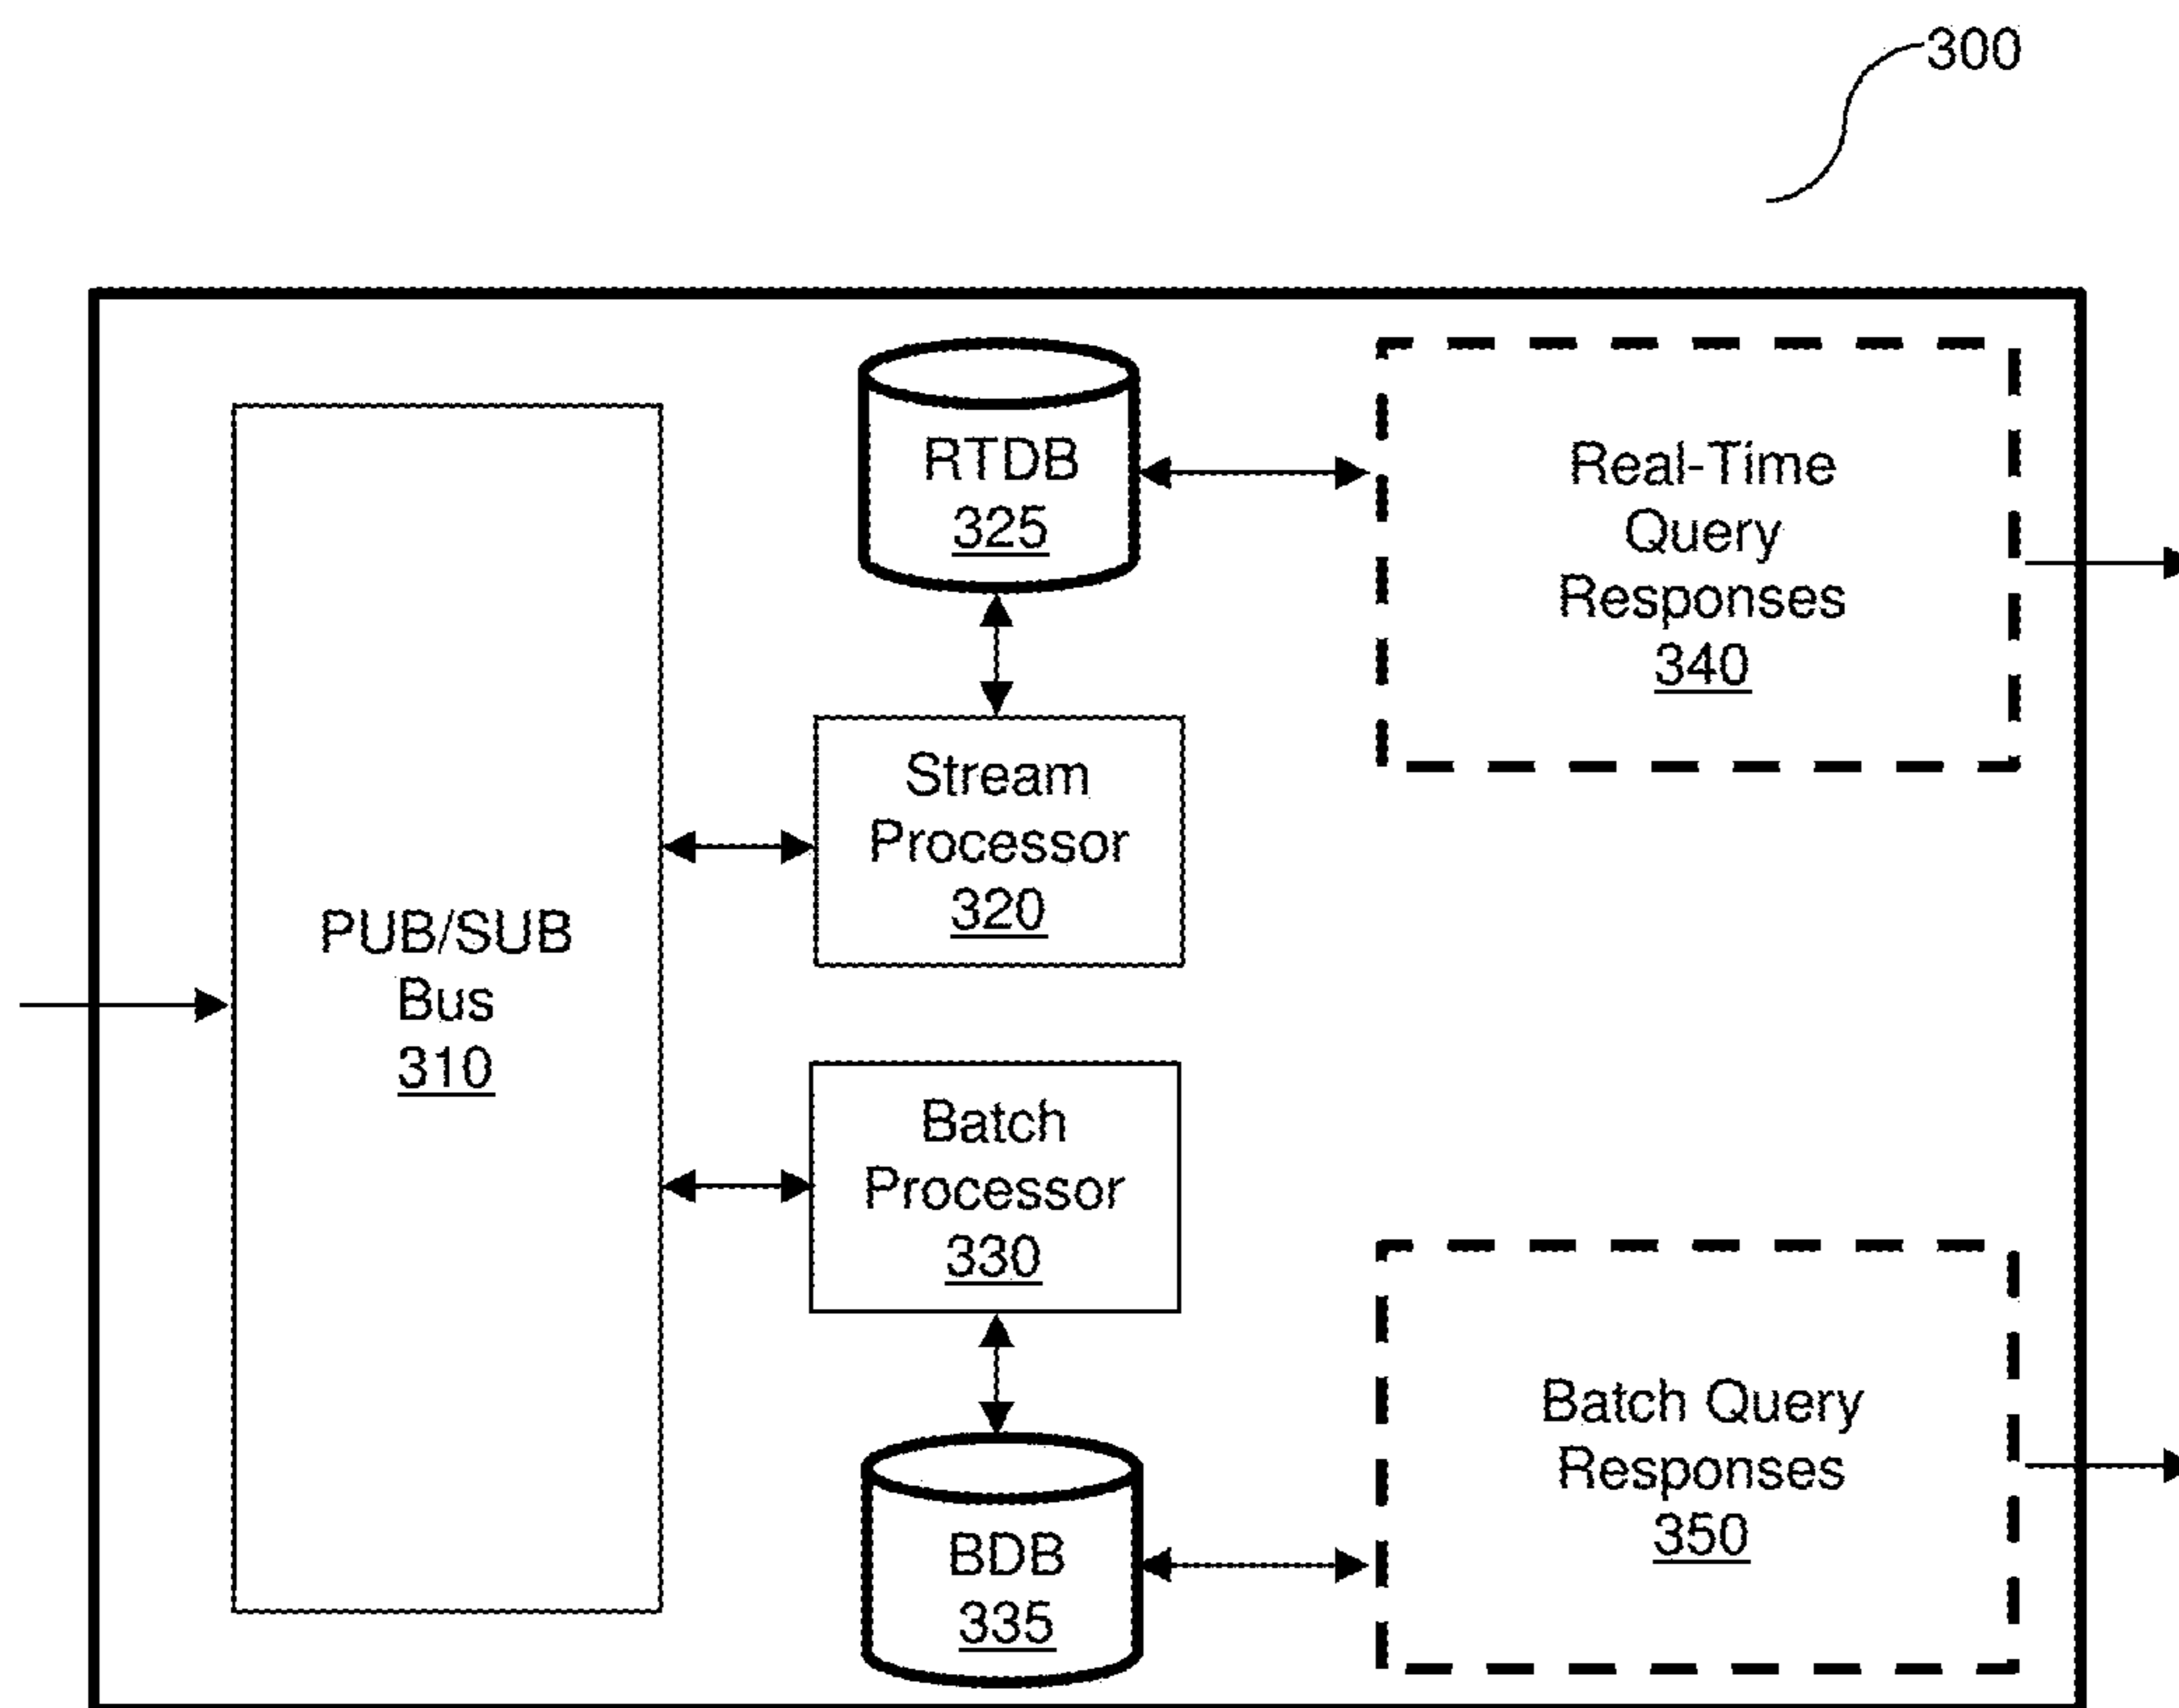 300
RTDB
325
Real-Time
Query
Responses
340
Stream
Processor
320
PUB/SUB
Bus
310
Batch
Processor
330
Batch Query
Responses
350
BDB
335